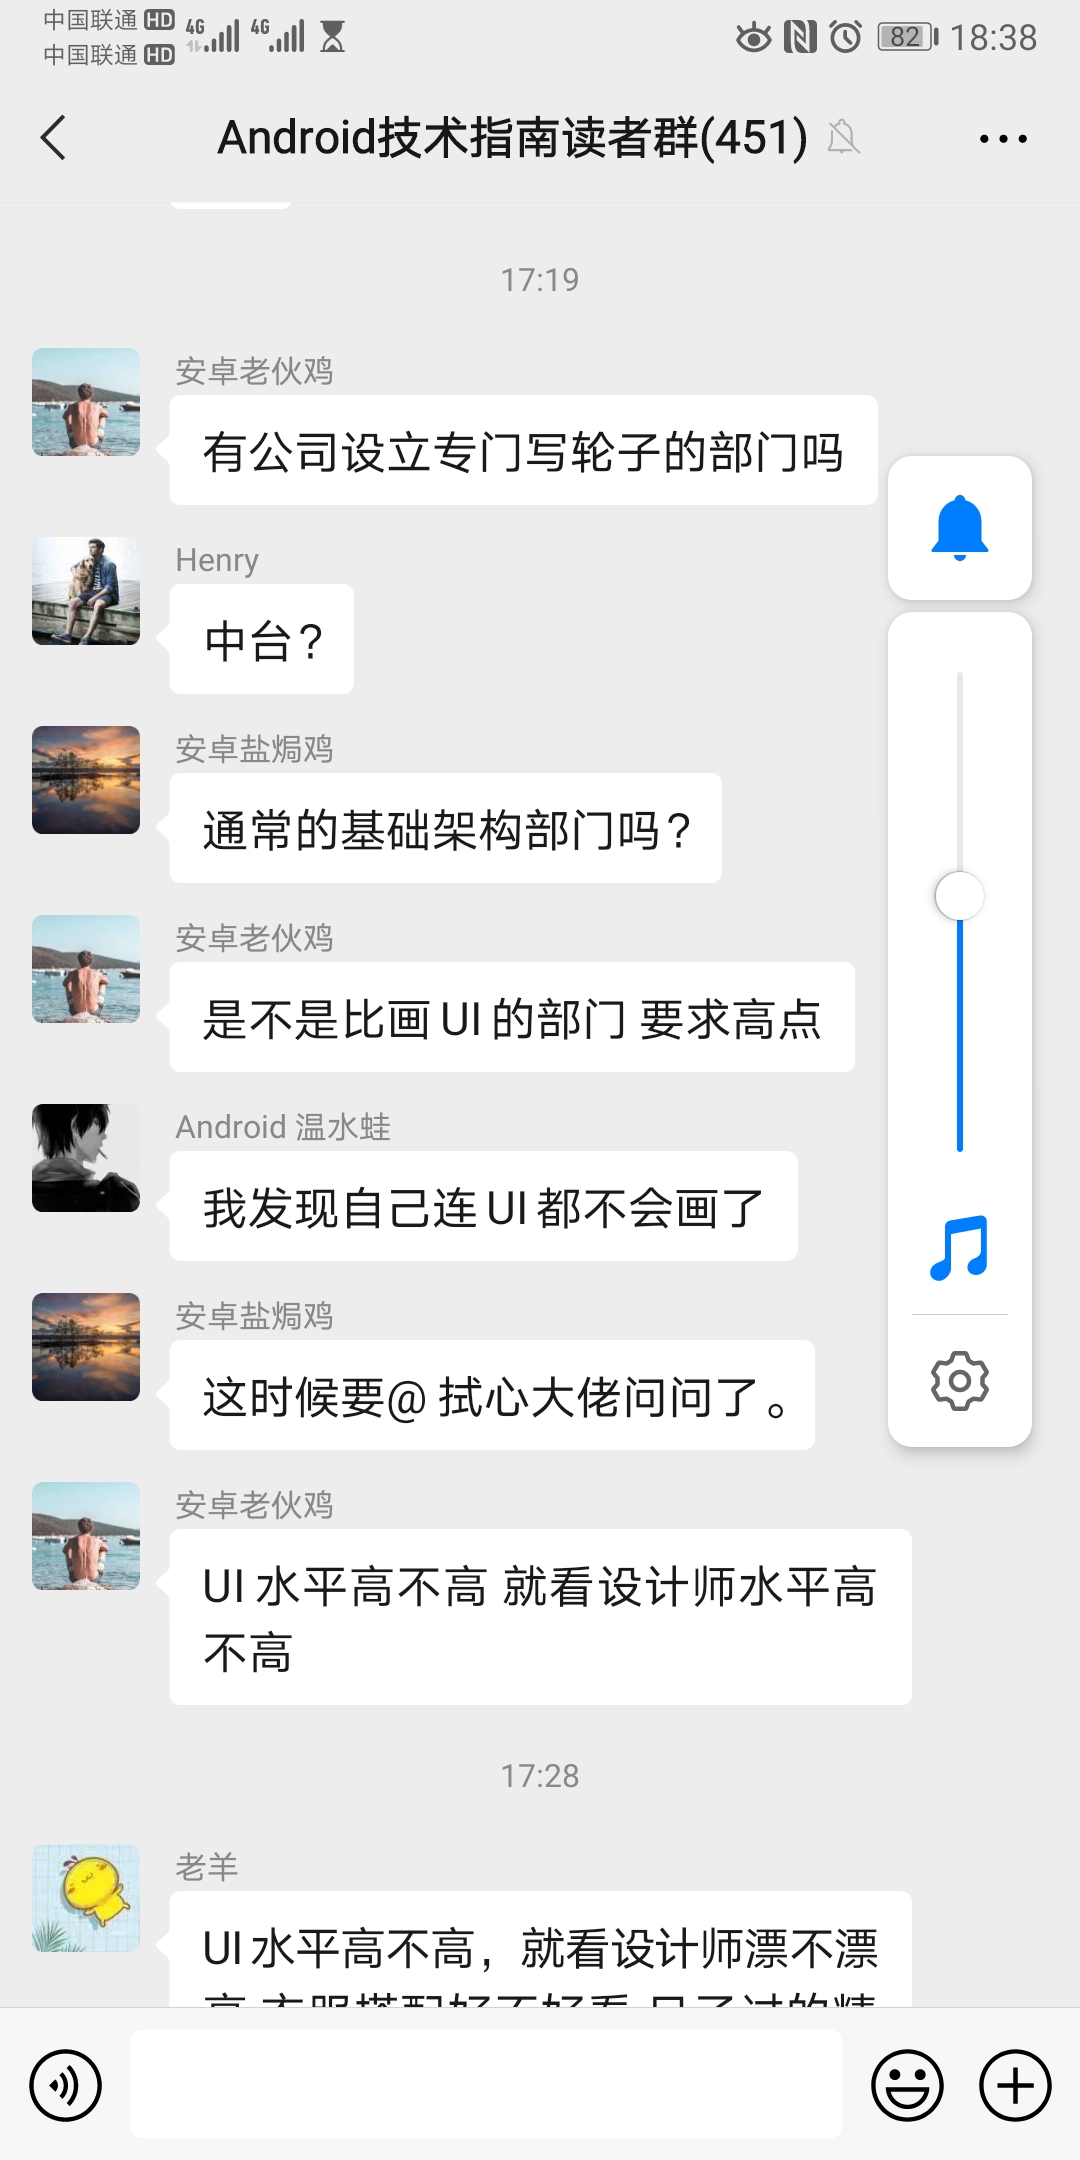 中国联通 HD 4G 4G 82 18:38
中国联通 HD
Android技术指南读者群(451)
17:19
安卓老伙鸡
有公司设立专门写轮子的部门吗
Henry
中台？
安卓盐焗鸡
通常的基础架构部门吗？
安卓老伙鸡
是不是比画UI的部门 要求高点
Android 温水蛙
我发现自己连UI都不会画了
安卓盐焗鸡
这时候要@ 拭心大佬问问了。
安卓老伙鸡
UI 水平高不高 就看设计师水平高
不高
17:28
老羊
UI水平高不高，就看设计师漂不漂